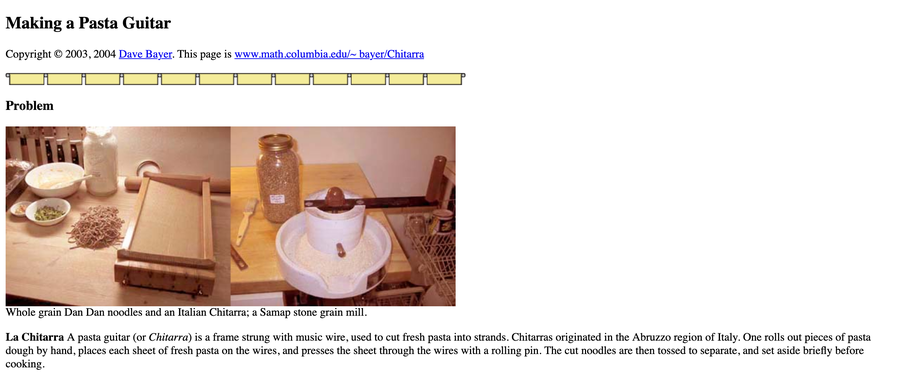 Making a Pasta Guitar
Copyright © 2003, 2004 Dave Bayer. This page is www.math.columbia.edu/~ bayer/Chitarra
Problem
Whole grain Dan Dan noodles and an Italian Chitarra; a Samap stone grain mill.
La Chitarra A pasta guitar (or Chitarra) is a frame strung with music wire, used to cut fresh pasta into strands. Chitarras originated in the Abruzzo region of Italy. One rolls out pieces of pasta
dough by hand, places each sheet of fresh pasta on the wires, and presses the sheet through the wires with a rolling pin. The cut noodles are then tossed to separate, and set aside briefly before
cooking.